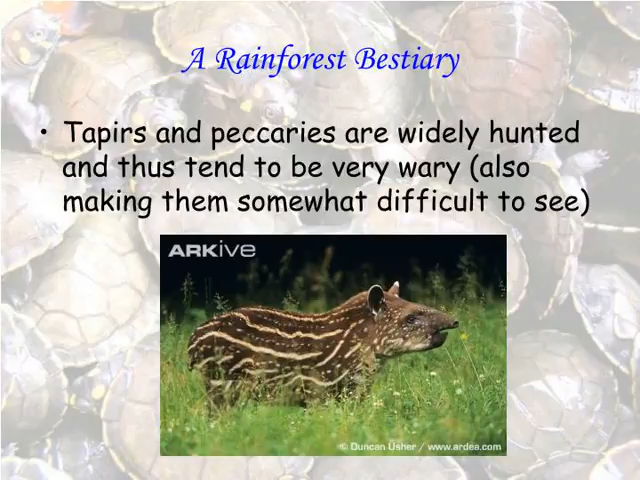 A Rainforest Bestiary
• Tapirs and peccaries are widely hunted
and thus tend to be very wary (also
making them somewhat difficult to see)
ARKive
© Duncan Usher / www.ardea.com